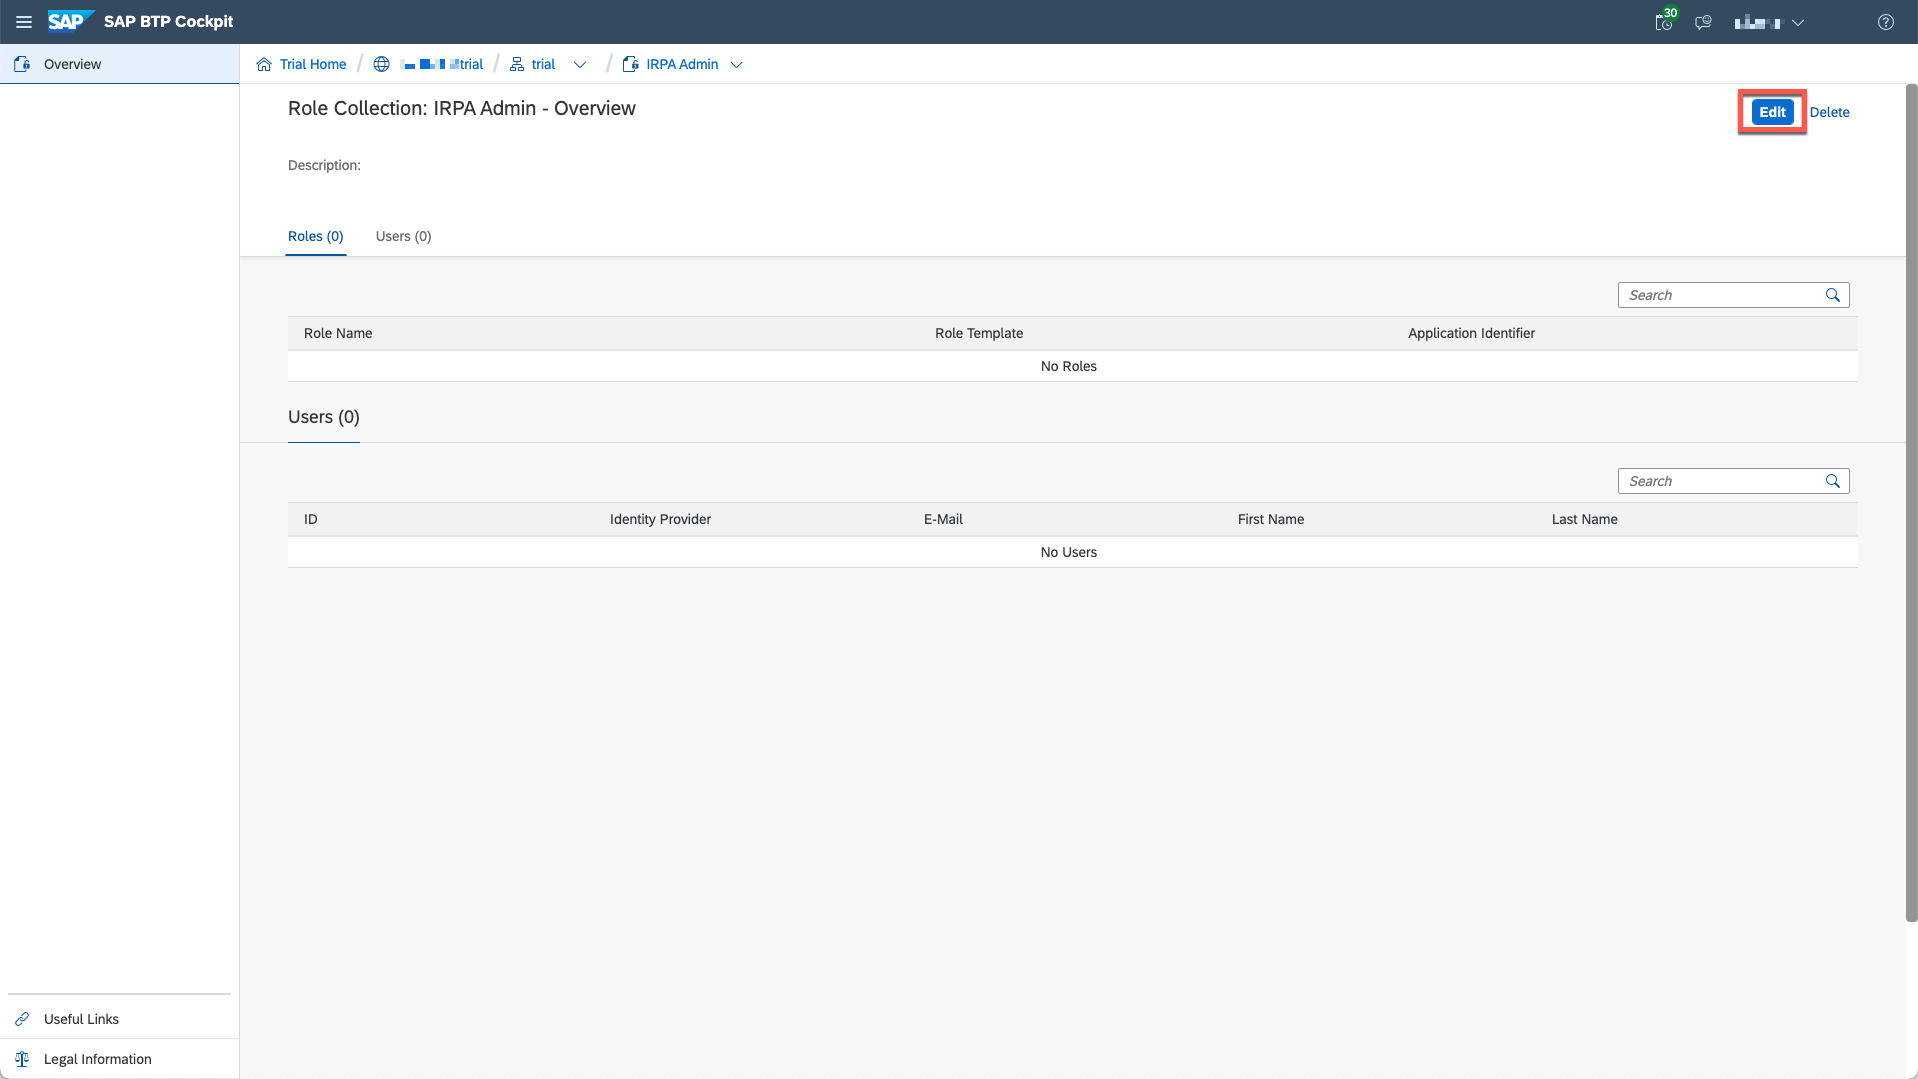 SAP SAP BTP Cockpit 30
Overview
Trial Home / trial / trial / IRPA Admin
Role Collection: IRPA Admin - Overview
Edit Delete
Description:
Roles (0) Users (0)
Search
Role Name Role Template Application Identifier
No Roles
Users (0)
Search
ID Identity Provider E-Mail First Name Last Name
No Users
Useful Links
Legal Information